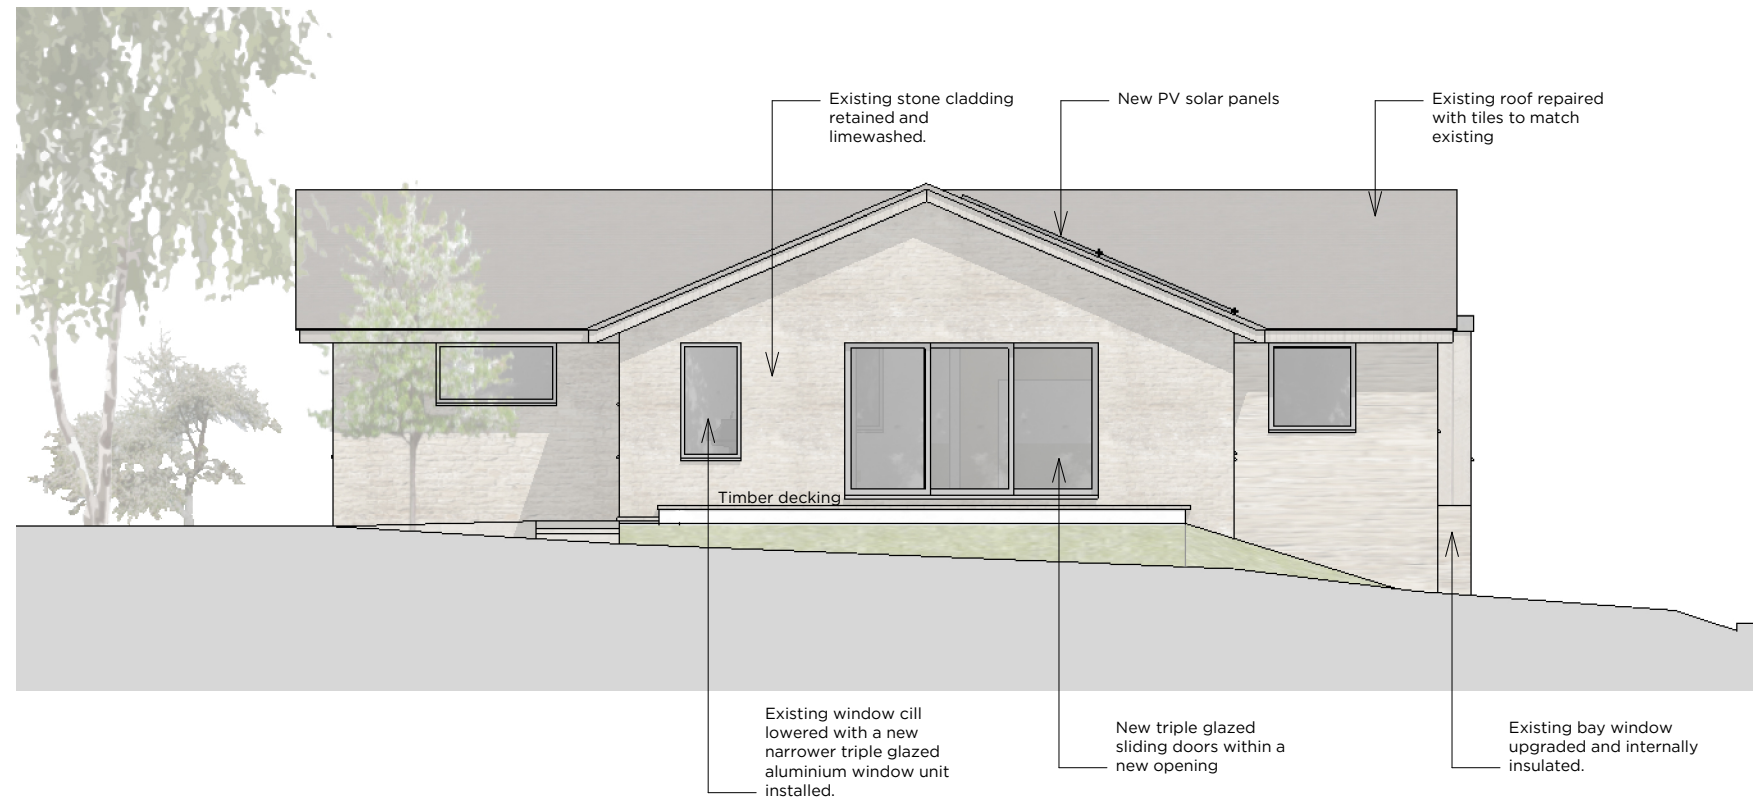 Existing stone cladding
retained and
limewashed.
New PV solar panels
Existing roof repaired
with tiles to match
existing
Timber decking
Existing window cill
lowered with a new
narrower triple glazed
aluminium window unit
installed.
New triple glazed
sliding doors within a
new opening
Existing bay window
upgraded and internally
insulated.